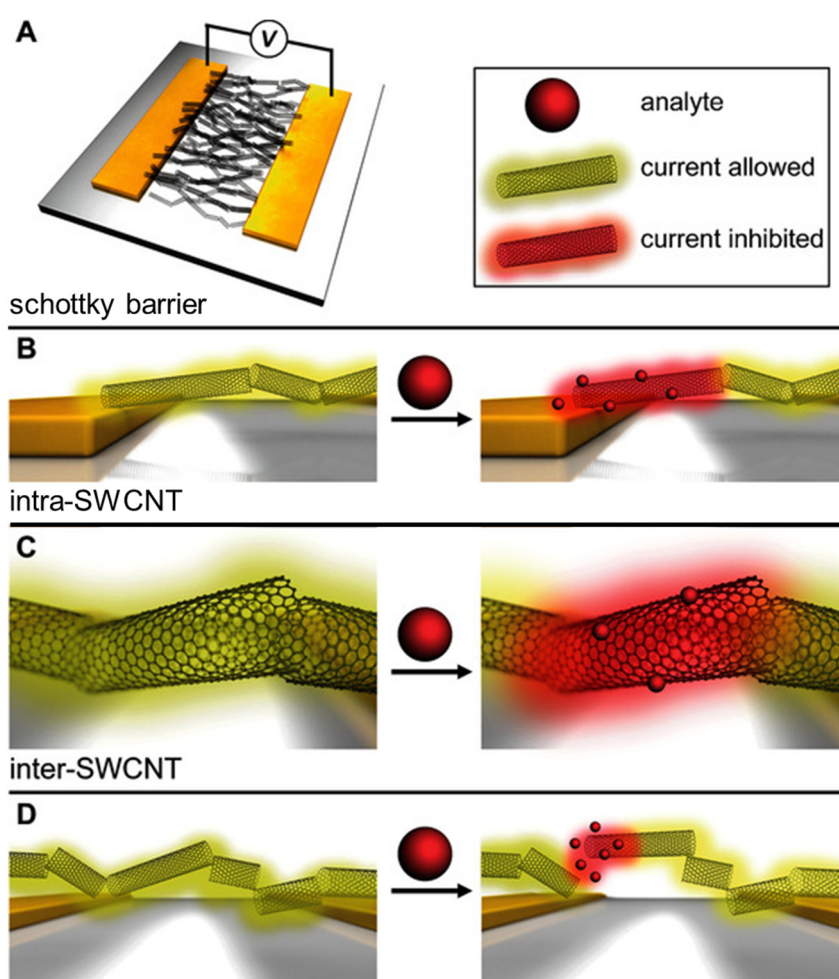 A
V
analyte
current allowed
current inhibited
schottky barrier
B
intra-SWCNT
C
inter-SWCNT
D